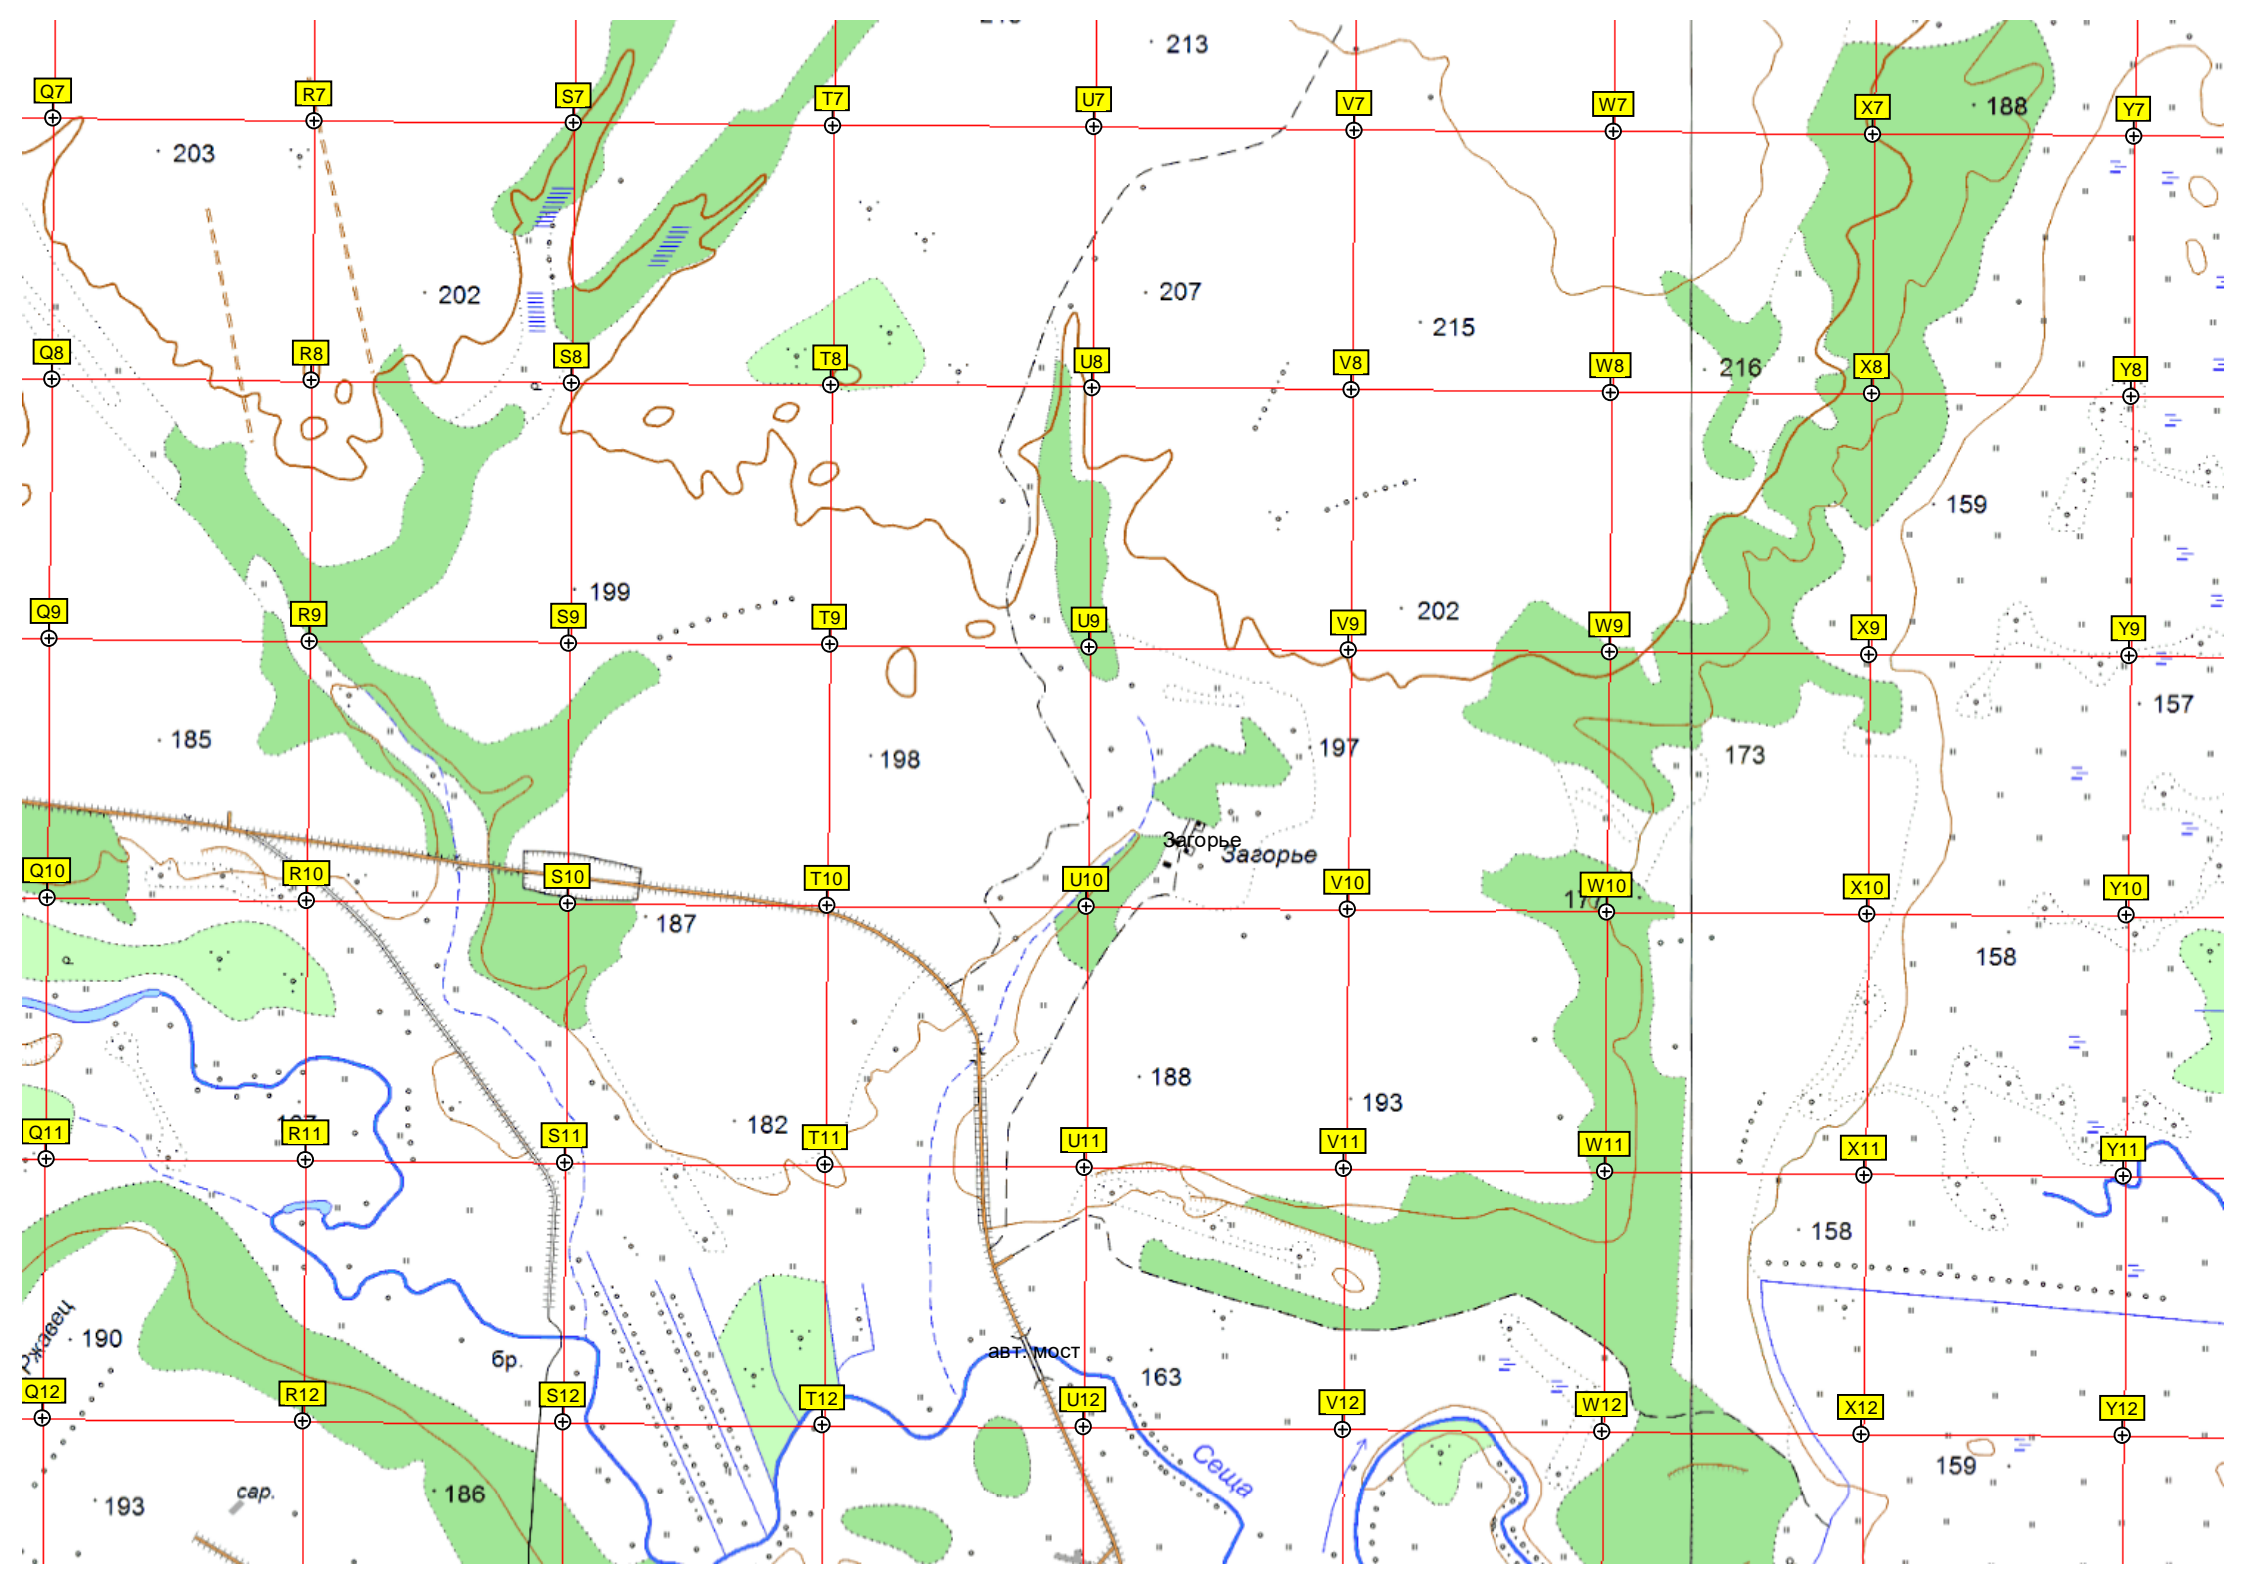 213
Q7 R7 S7 T7 U7 V7 W7 X7 188 Y7
203
202 207 215
Q8 R8 S8 T8 U8 V8 W8 216 X8 Y8
159
199 202
Q9 R9 S9 T9 U9 V9 W9 X9 Y9
157
185 198 197 173
Загорье
Загорье
Q10 R10 S10 T10 U10 V10 W10 X10 Y10
187
р 158
188 193
182
Q11 R11 S11 T11 U11 V11 W11 X11 Y11
158
Ржавец 190 бр. авт. мост
163
Q12 R12 S12 T12 U12 V12 W12 X12 Y12
Сеща 159
193 сар. 186